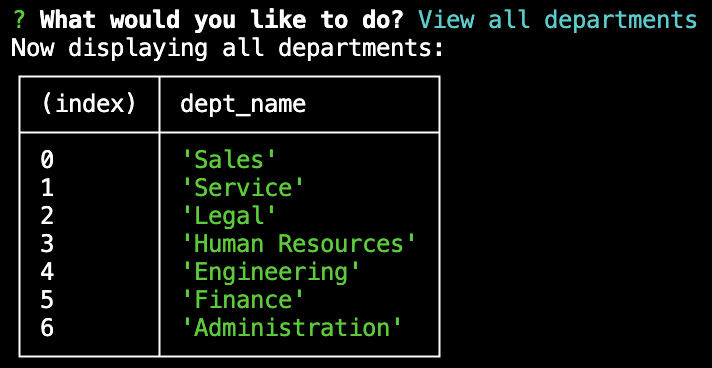 ? What would you like to do? View all departments
Now displaying all departments:
(index) dept_name
0 'Sales'
1 'Service'
2 'Legal'
3 'Human Resources'
4 'Engineering'
5 'Finance'
6 'Administration'